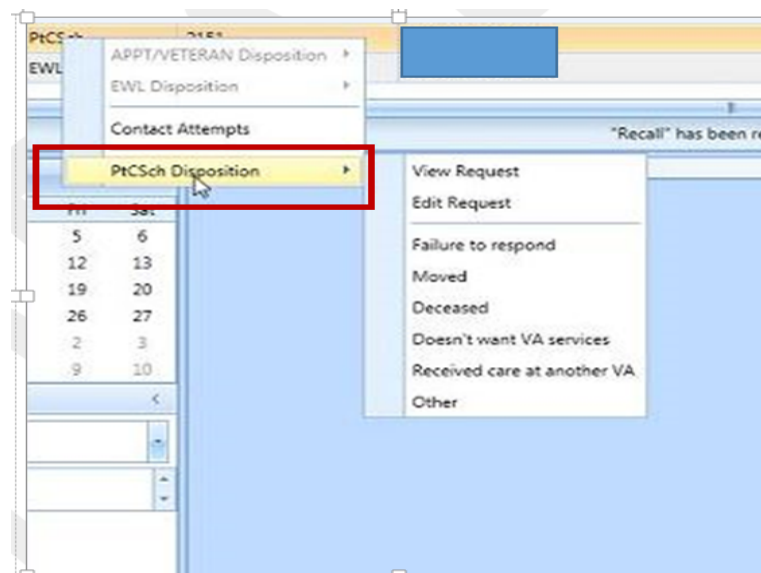 PtCSch 2151
EWL
APPT/VETERAN Disposition
EWL Disposition
Contact Attempts
"Recall" has been re
PtCSch Disposition
View Request
Edit Request
Failure to respond
Moved
Deceased
Doesn't want VA services
Received care at another VA
Other
Fri Sat
5 6
12 13
19 20
26 27
2 3
9 10